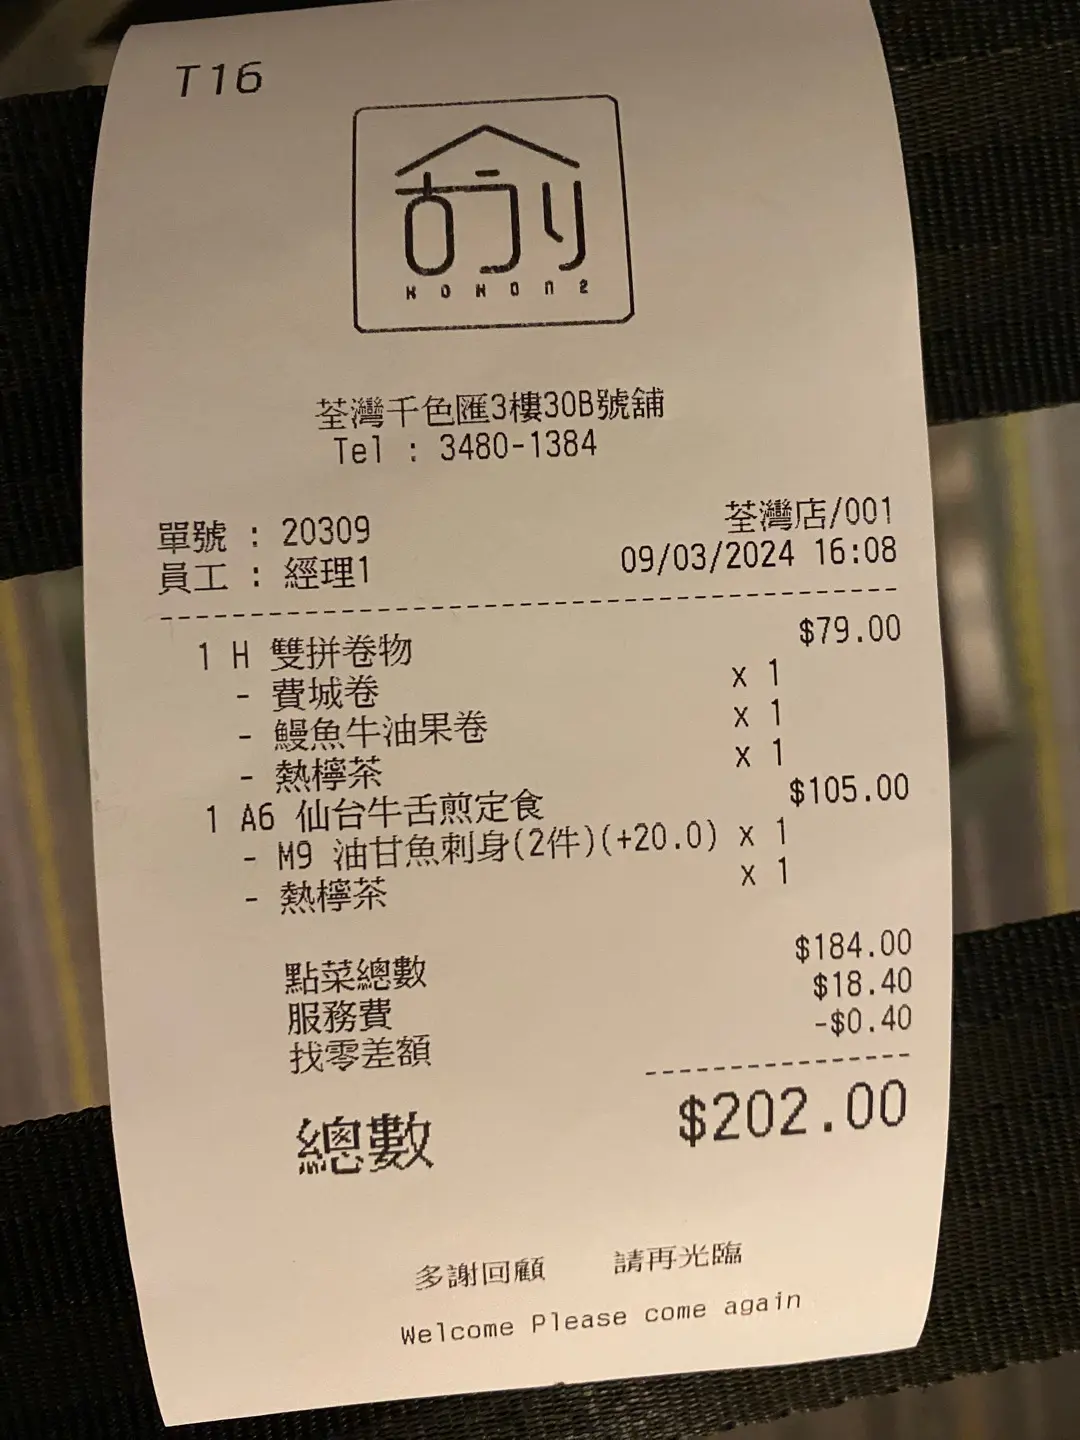 T16
KOKON2
荃灣千色匯3樓30B號舖
Tel : 3480-1384
荃灣店/001
單號 : 20309
09/03/2024 16:08
員工 : 經理1
1 H 雙拼卷物 $79.00
- 費城卷 x 1
- 鰻魚牛油果卷 x 1
- 熱檸茶 x 1
1 A6 仙台牛舌煎定食 $105.00
- M9 油甘魚刺身(2件)(+20.0) x 1
- 熱檸茶 x 1
點菜總數 $184.00
服務費 $18.40
找零差額 -$0.40
總數 $202.00
多謝回顧 請再光臨
Welcome Please come again